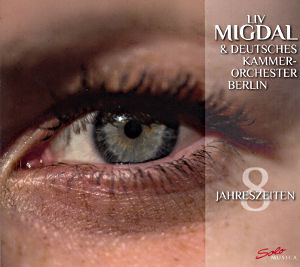 LIV
MIGDAL
& DEUTSCHES
KAMMER-
ORCHESTER
BERLIN
8
JAHRESZEITEN
Solo
MUSICA